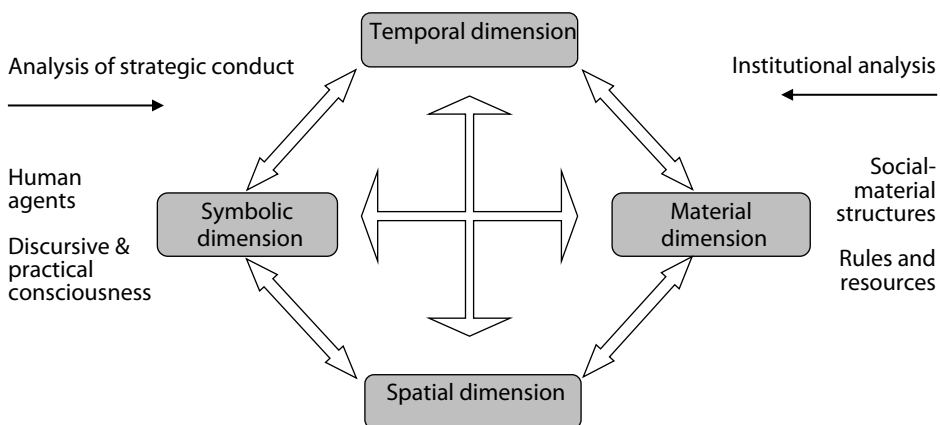 Temporal dimension
Analysis of strategic conduct
Institutional analysis
Human
agents
Discursive &
practical
consciousness
Symbolic
dimension
Material
dimension
Social-
material
structures
Rules and
resources
Spatial dimension